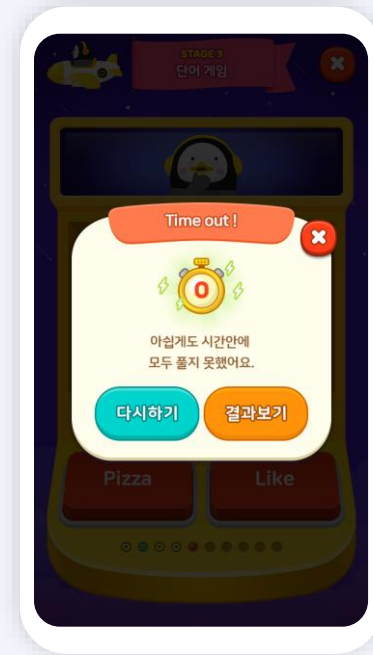 STAGE 3
단어 게임
Time out !
0
아쉽게도 시간안에
모두 풀지 못했어요.
다시하기
결과보기
Pizza
Like